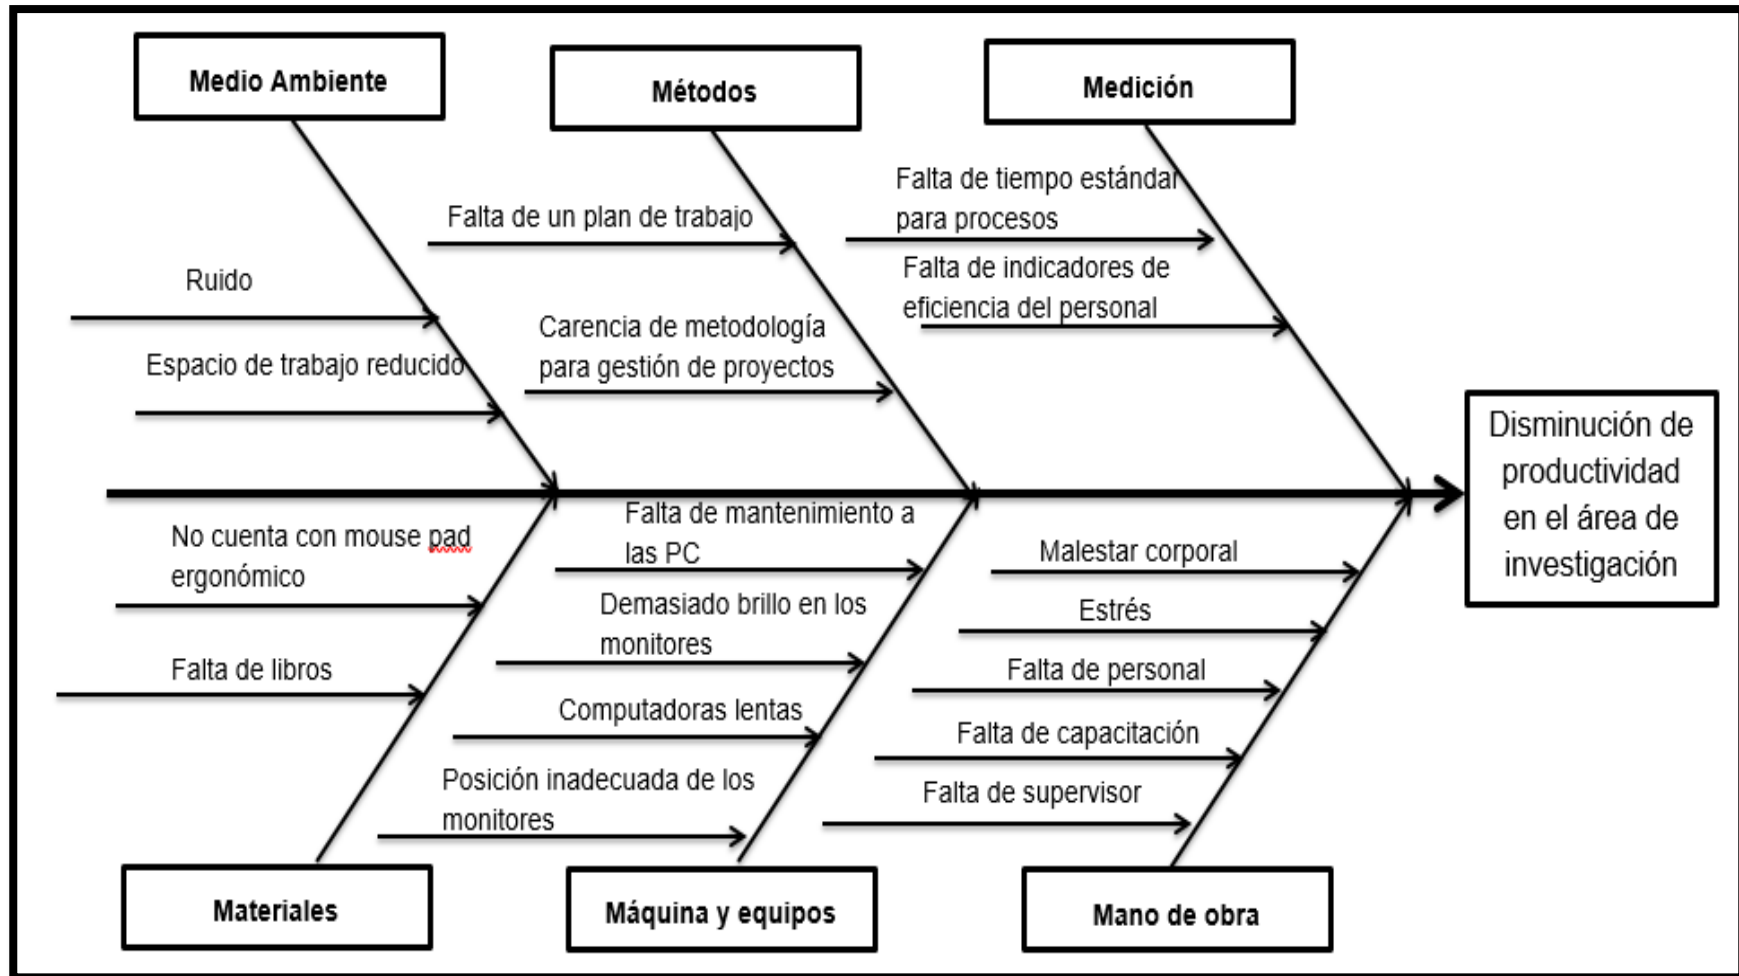 Medio Ambiente
Métodos
Medición
Falta de tiempo estándar
para procesos
Falta de un plan de trabajo
Falta de indicadores de
eficiencia del personal
Ruido
Carencia de metodología
para gestión de proyectos
Espacio de trabajo reducido
Disminución de
productividad
en el área de
investigación
No cuenta con mouse pad
ergonómico
Falta de libros
Falta de mantenimiento a
las PC
Demasiado brillo en los
monitores
Computadoras lentas
Posición inadecuada de los
monitores
Malestar corporal
Estrés
Falta de personal
Falta de capacitación
Falta de supervisor
Materiales
Máquina y equipos
Mano de obra